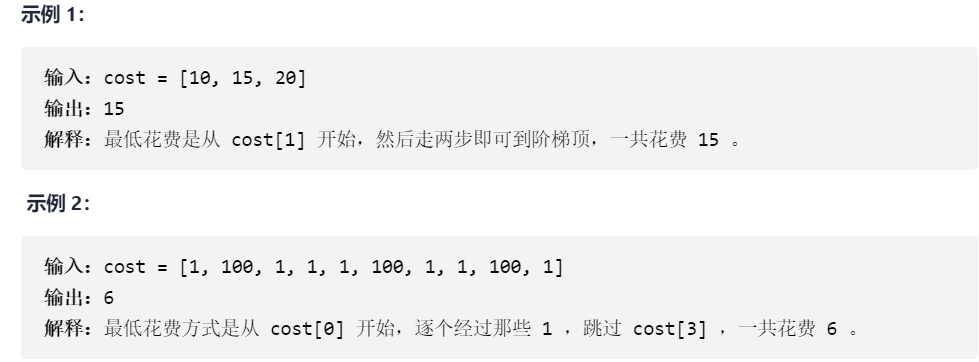 示例 1：
输入：cost = [10, 15, 20]
输出：15
解释：最低花费是从 cost[1] 开始，然后走两步即可到阶梯顶，一共花费 15 。
示例 2：
输入：cost = [1, 100, 1, 1, 1, 100, 1, 1, 100, 1]
输出：6
解释：最低花费方式是从 cost[0] 开始，逐个经过那些 1 ，跳过 cost[3] ，一共花费 6 。